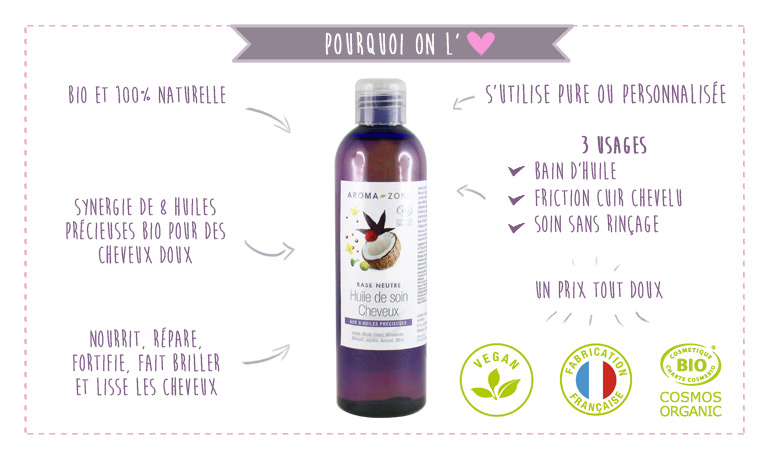 POURQUOI ON L'
BIO ET 100% NATURELLE
SYNERGIE DE 8 HUILES
PRÉCIEUSES BIO POUR DES
CHEVEUX DOUX
NOURRIT, RÉPARE,
FORTIFIE, FAIT BRILLER
ET LISSE LES CHEVEUX
AROMA-ZONE
BASE NEUTRE
Huile de soin
Cheveux
AUX 8 HUILES PRÉCIEUSES
S'UTILISE PURE OU PERSONNALISÉE
3 USAGES
BAIN D'HUILE
FRICTION CUIR CHEVELU
SOIN SANS RINÇAGE
UN PRIX TOUT DOUX
VEGAN
FABRICATION
FRANÇAISE
COSMÉTIQUE
BIO
CHARTE COSMEBIO
COSMOS
ORGANIC